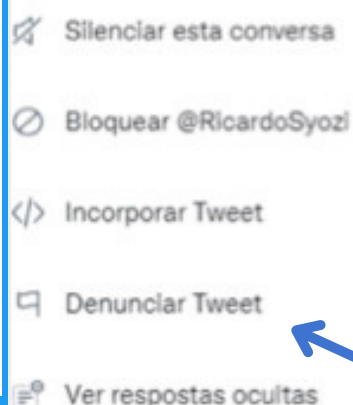 Silenciar esta conversa
Bloquear @RicardoSyozi
Incorporar Tweet
Denunciar Tweet
Ver respostas ocultas